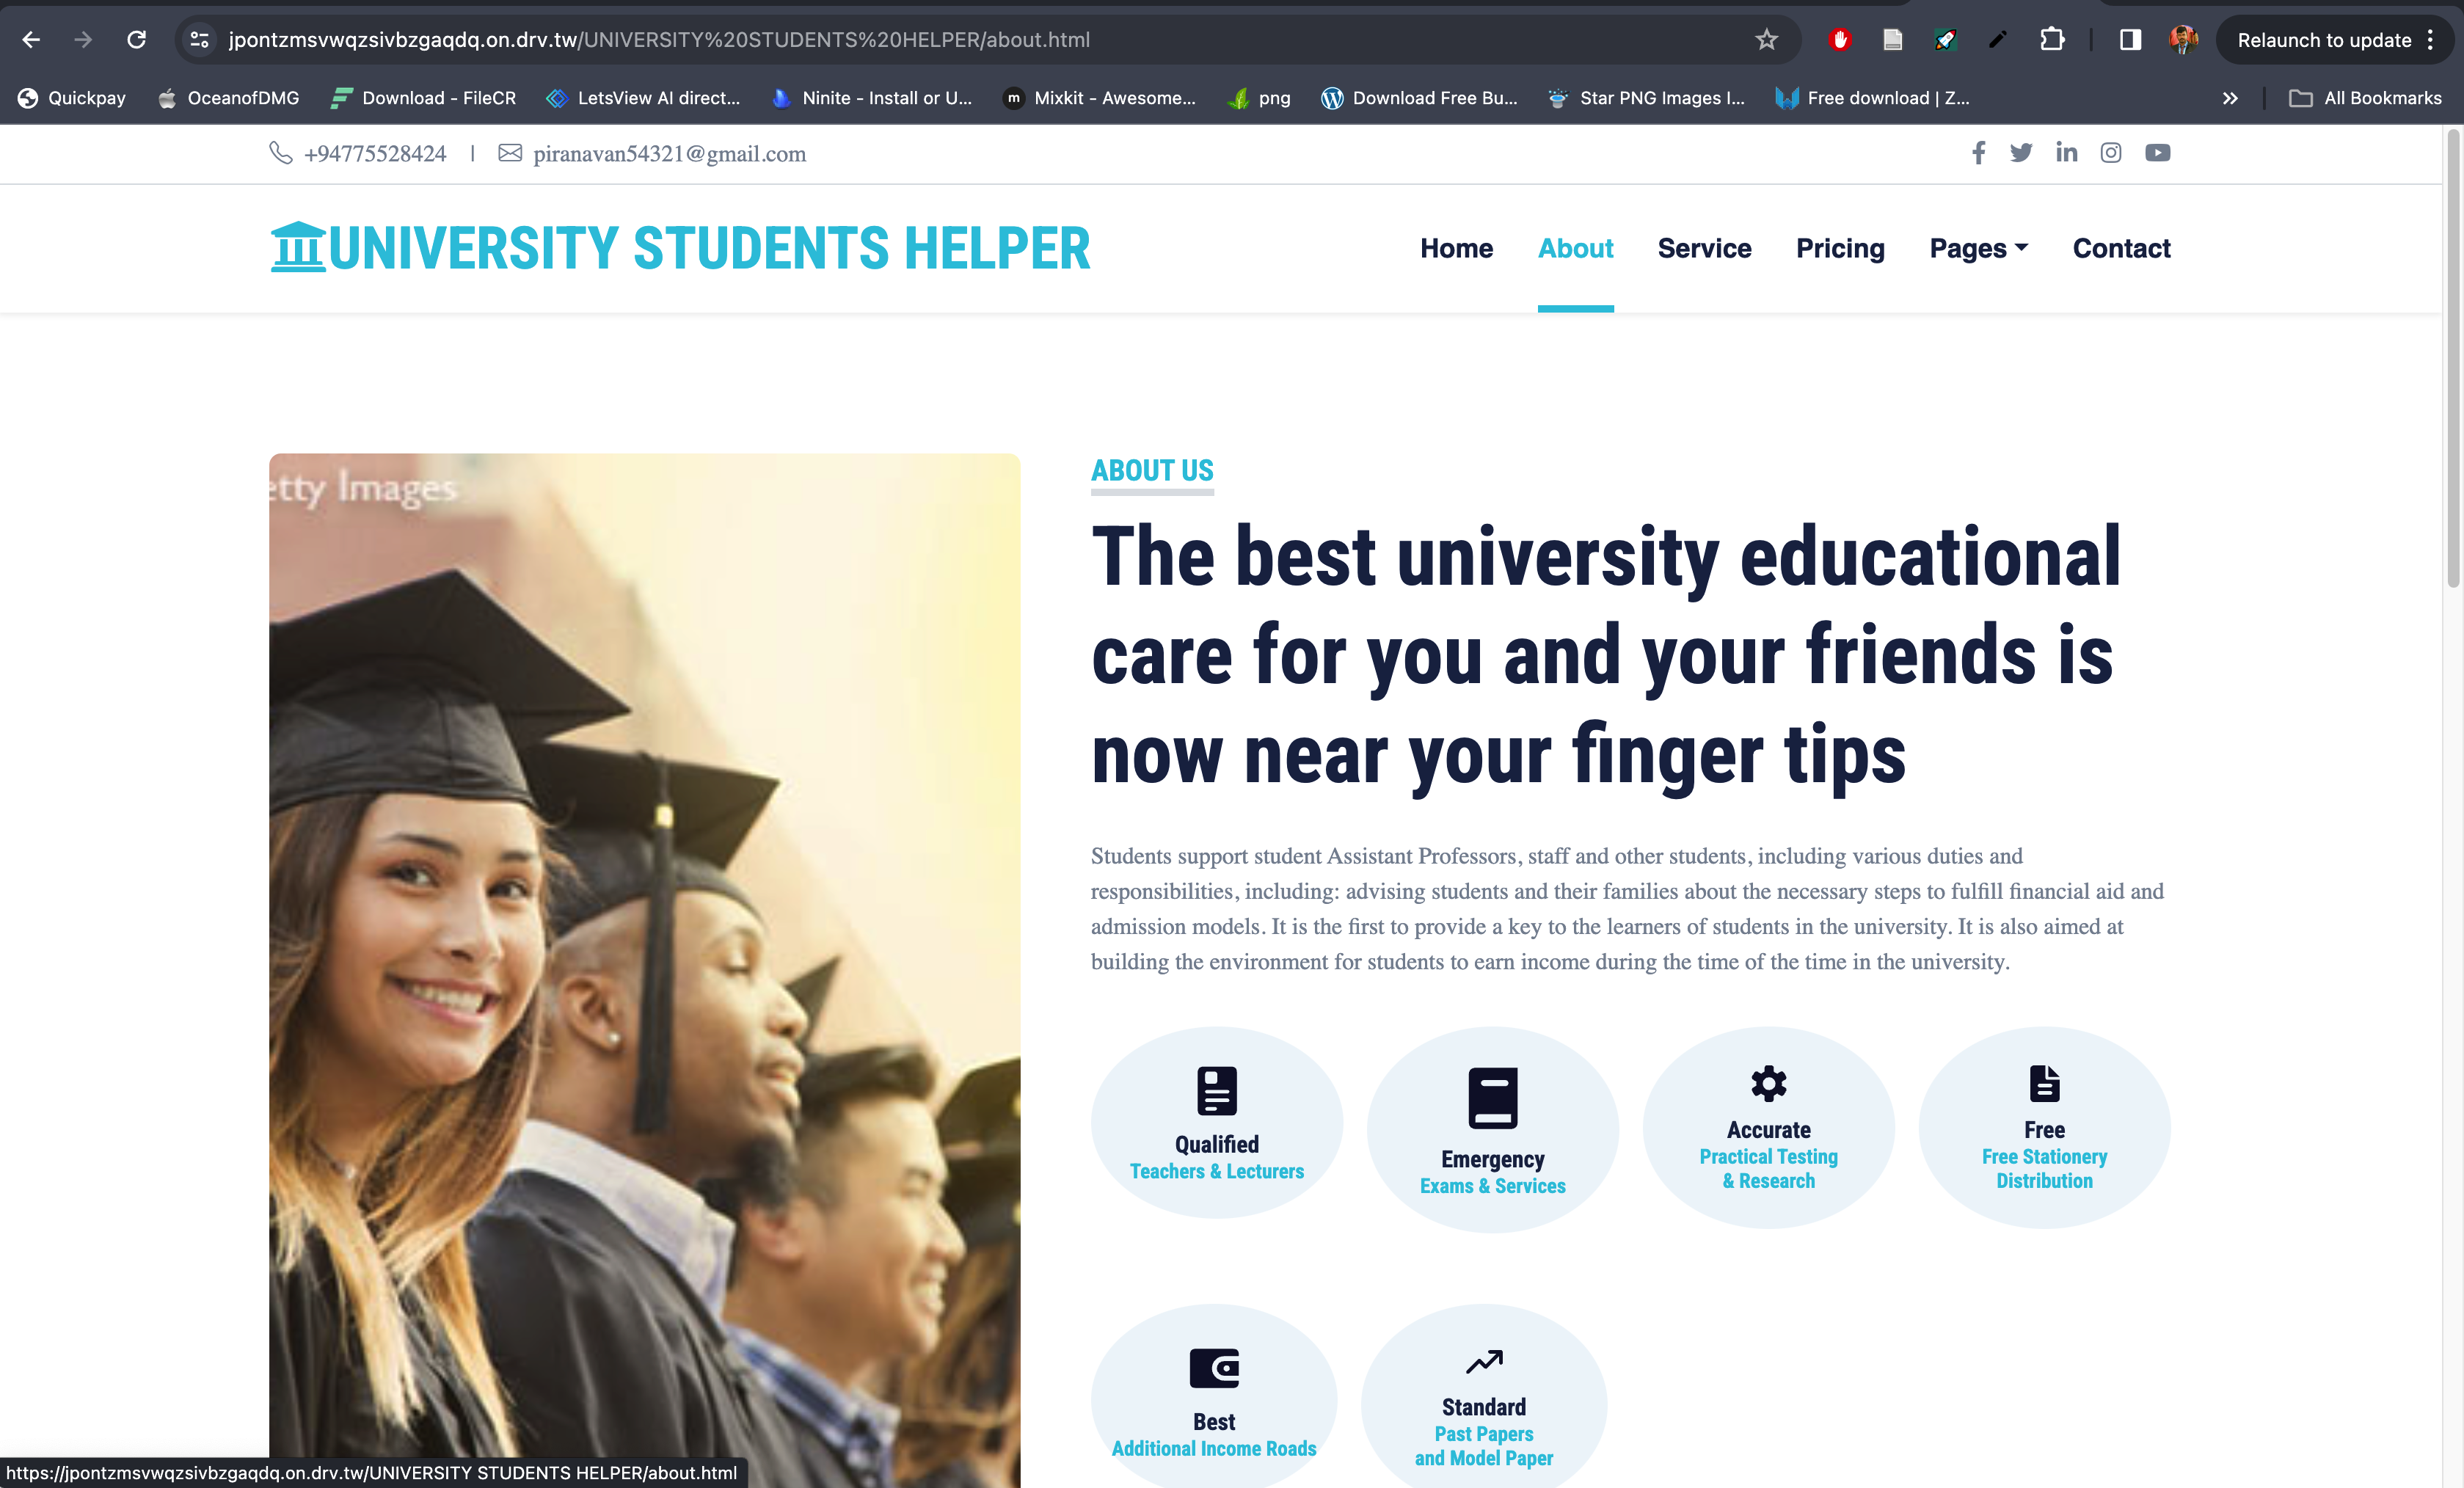 jpontzmsvwqzsivbzgaqdq.on.drv.tw/UNIVERSITY%20STUDENTS%20HELPER/about.html
Relaunch to update
Quickpay
OceanofDMG
Download - FileCR
LetsView AI direct...
Ninite - Install or U...
m
Mixkit - Awesome...
png
Download Free Bu...
Star PNG Images I...
Free download | Z...
All Bookmarks
+94775528424 | piranavan54321@gmail.com
UNIVERSITY STUDENTS HELPER
Home
About
Service
Pricing
Pages
Contact
etty Images
ABOUT US
The best university educational
care for you and your friends is
now near your finger tips
Students support student Assistant Professors, staff and other students, including various duties and
responsibilities, including: advising students and their families about the necessary steps to fulfill financial aid and
admission models. It is the first to provide a key to the learners of students in the university. It is also aimed at
building the environment for students to earn income during the time of the time in the university.
Qualified
Teachers & Lecturers
Emergency
Exams & Services
Accurate
Practical Testing
& Research
Free
Free Stationery
Distribution
Best
Additional Income Roads
Standard
Past Papers
and Model Paper
https://jpontzmsvwqzsivbzgaqdq.on.drv.tw/UNIVERSITY STUDENTS HELPER/about.html